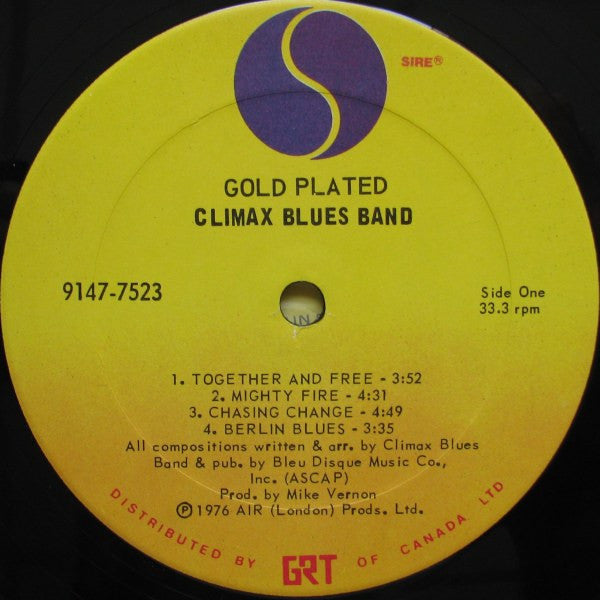 SIRE®
GOLD PLATED
CLIMAX BLUES BAND
9147-7523
Side One
33.3 rpm
1. TOGETHER AND FREE - 3:52
2. MIGHTY FIRE - 4:31
3. CHASING CHANGE - 4:49
4. BERLIN BLUES - 3:35
All compositions written & arr. by Climax Blues
Band & pub. by Bleu Disque Music Co.,
Inc. (ASCAP)
Prod. by Mike Vernon
℗ 1976 AIR (London) Prods. Ltd.
DISTRIBUTED BY GRT OF CANADA LTD